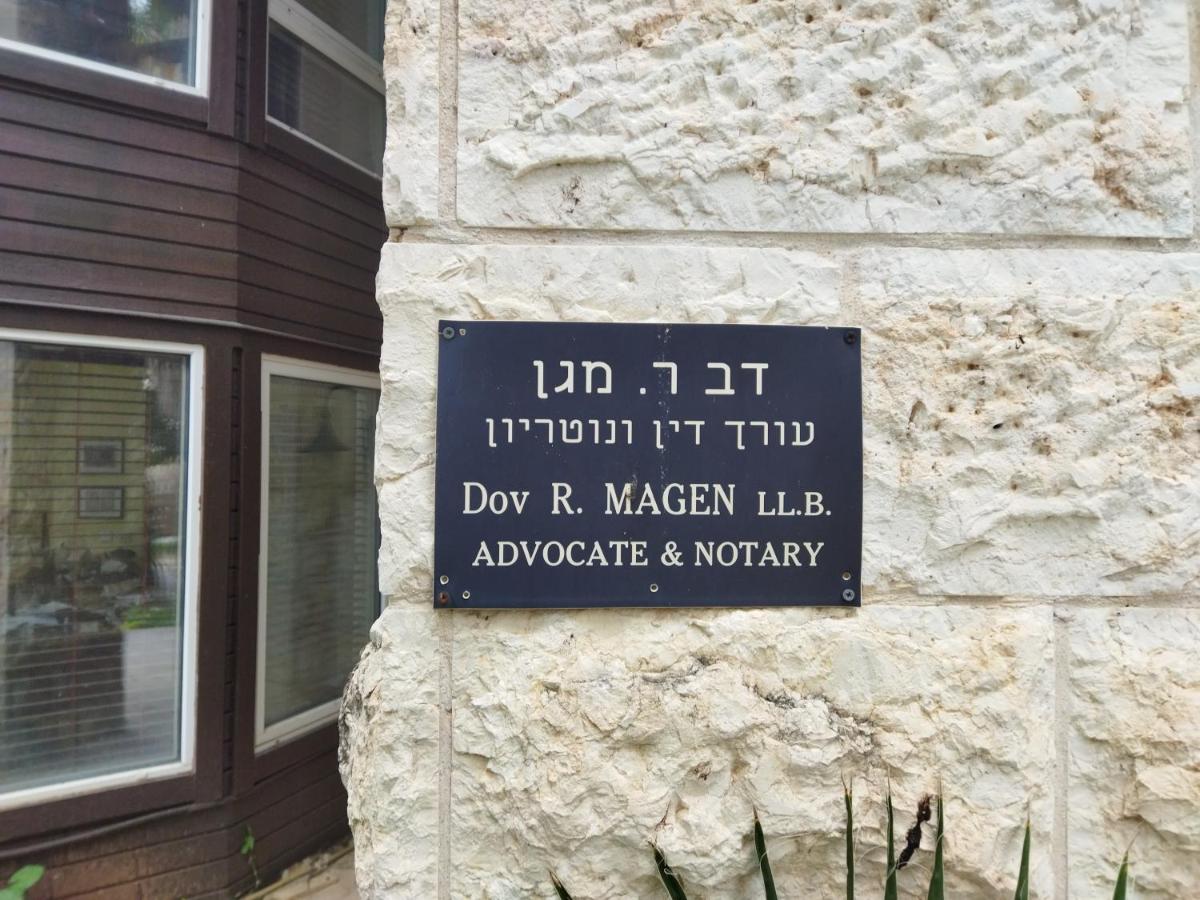 דב ר. מגן
עורך דין ונוטריון
Dov R. MAGEN LL.B.
ADVOCATE & NOTARY